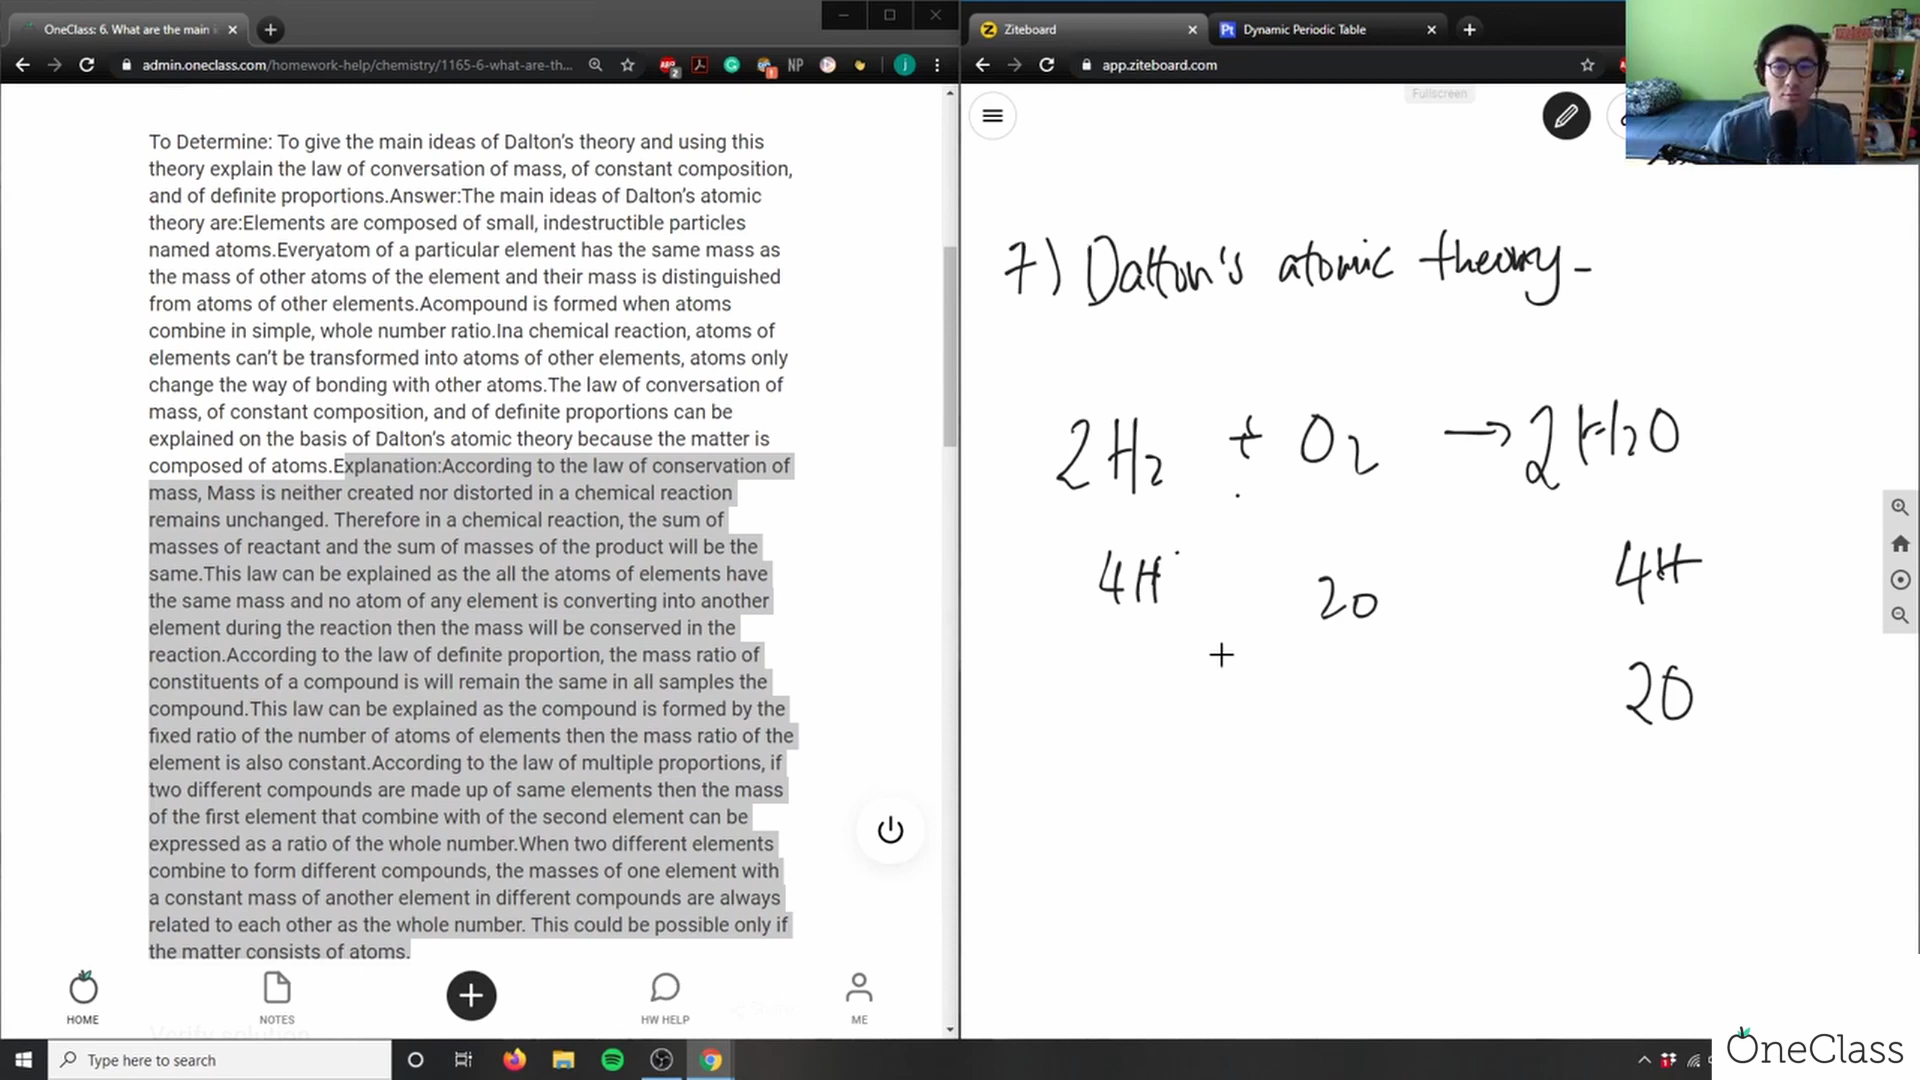 OneClass: 6. What are the main i
admin.oneclass.com/homework-help/chemistry/1165-6-what-are-th...
ABP
2
NP
j
To Determine: To give the main ideas of Dalton’s theory and using this
theory explain the law of conversation of mass, of constant composition,
and of definite proportions.Answer:The main ideas of Dalton’s atomic
theory are:Elements are composed of small, indestructible particles
named atoms.Everyatom of a particular element has the same mass as
the mass of other atoms of the element and their mass is distinguished
from atoms of other elements.Acompound is formed when atoms
combine in simple, whole number ratio.Ina chemical reaction, atoms of
elements can’t be transformed into atoms of other elements, atoms only
change the way of bonding with other atoms.The law of conversation of
mass, of constant composition, and of definite proportions can be
explained on the basis of Dalton’s atomic theory because the matter is
composed of atoms.Explanation:According to the law of conservation of
mass, Mass is neither created nor distorted in a chemical reaction
remains unchanged. Therefore in a chemical reaction, the sum of
masses of reactant and the sum of masses of the product will be the
same.This law can be explained as the all the atoms of elements have
the same mass and no atom of any element is converting into another
element during the reaction then the mass will be conserved in the
reaction.According to the law of definite proportion, the mass ratio of
constituents of a compound is will remain the same in all samples the
compound.This law can be explained as the compound is formed by the
fixed ratio of the number of atoms of elements then the mass ratio of the
element is also constant.According to the law of multiple proportions, if
two different compounds are made up of same elements then the mass
of the first element that combine with of the second element can be
expressed as a ratio of the whole number.When two different elements
combine to form different compounds, the masses of one element with
a constant mass of another element in different compounds are always
related to each other as the whole number. This could be possible only if
the matter consists of atoms.
HOME
NOTES
HW HELP
ME
Verify solution
Type here to search
Ziteboard
Pt Dynamic Periodic Table
app.ziteboard.com
Fullscreen
7) Dalton's atomic theory-
2H2 + O2 → 2H2O
4H 2O 4H
2O
OneClass